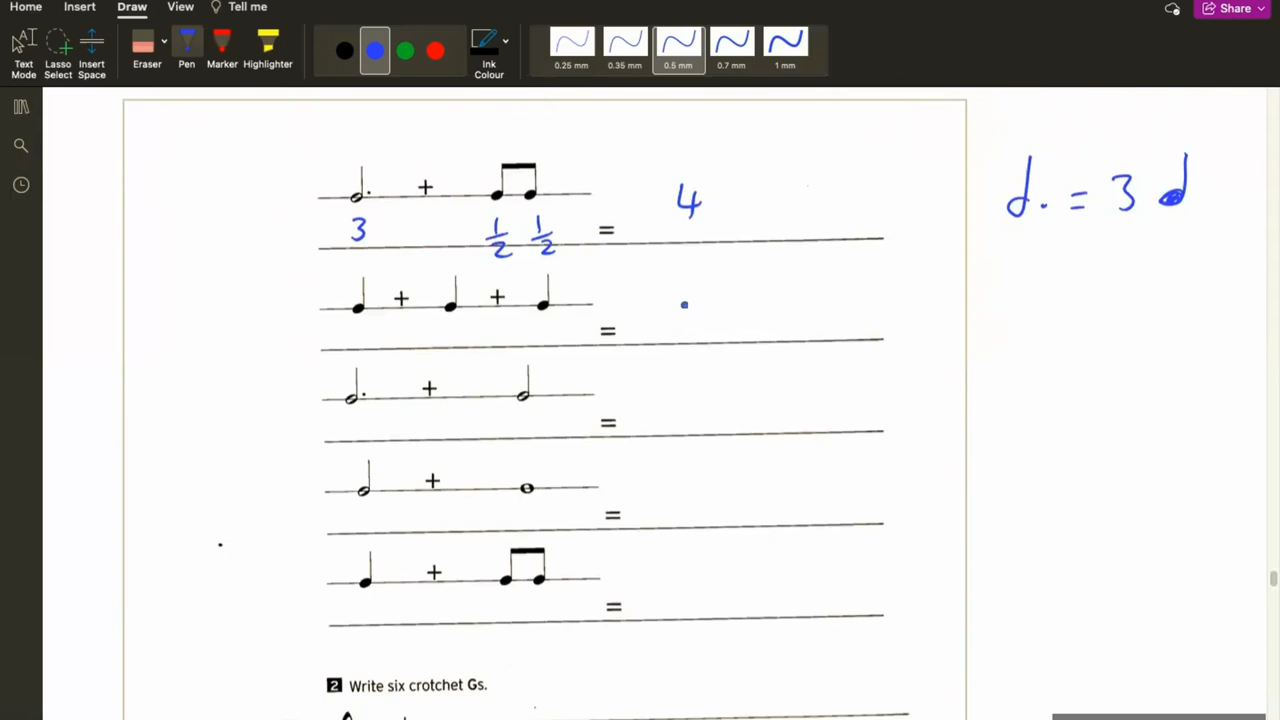 Home Insert Draw View Tell me Share
Text Mode Lasso Select Insert Space Eraser Pen Marker Highlighter Ink Colour 0.25 mm 0.35 mm 0.5 mm 0.7 mm 1 mm
+ 4 = 3
3 1/2 1/2 =
+ +
=
+
=
+
=
+
=
2 Write six crotchet Gs.